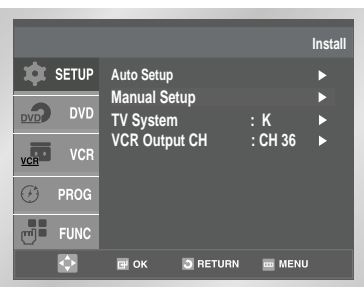 Install
SETUP
DVD
DVD
VCR
VCR
PROG
FUNC
Auto Setup
Manual Setup
TV System : K
VCR Output CH : CH 36
OK RETURN MENU